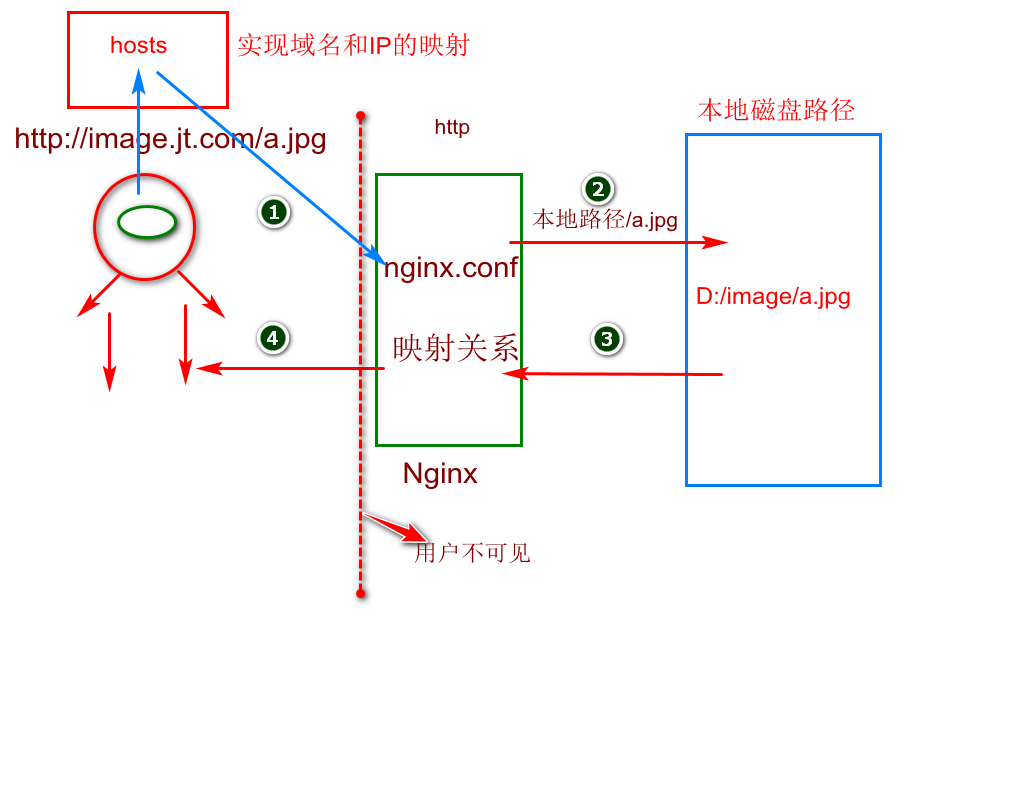 hosts
实现域名和IP的映射
http://image.jt.com/a.jpg
http
本地磁盘路径
1
2
本地路径/a.jpg
nginx.conf
D:/image/a.jpg
映射关系
4
3
Nginx
用户不可见